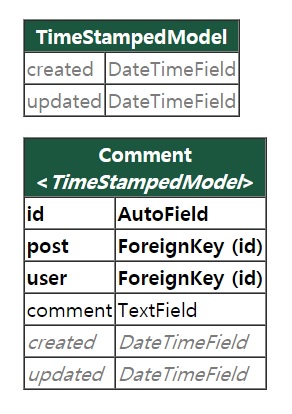 TimeStampedModel
created DateTimeField
updated DateTimeField
Comment
<TimeStampedModel>
id AutoField
post ForeignKey (id)
user ForeignKey (id)
comment TextField
created DateTimeField
updated DateTimeField